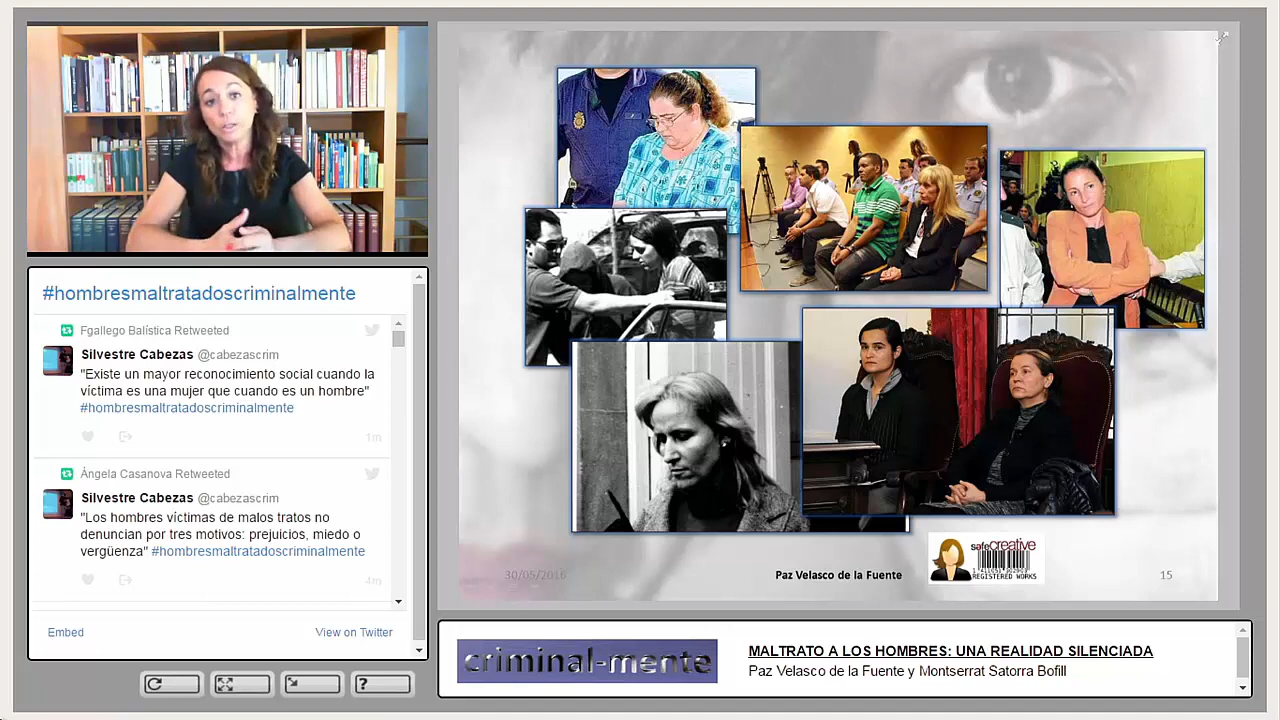 #hombresmaltratadoscriminalmente
Fgallego Balística Retweeted
Silvestre Cabezas @cabezascrim
"Existe un mayor reconocimiento social cuando la
víctima es una mujer que cuando es un hombre"
#hombresmaltratadoscriminalmente
1m
Ángela Casanova Retweeted
Silvestre Cabezas @cabezascrim
"Los hombres víctimas de malos tratos no
denuncian por tres motivos: prejuicios, miedo o
vergüenza" #hombresmaltratadoscriminalmente
4m
Embed
View on Twitter
?
30/05/2016
Paz Velasco de la Fuente
safeCreative
REGISTERED WORKS
15
criminal-mente
MALTRATO A LOS HOMBRES: UNA REALIDAD SILENCIADA
Paz Velasco de la Fuente y Montserrat Satorra Bofill